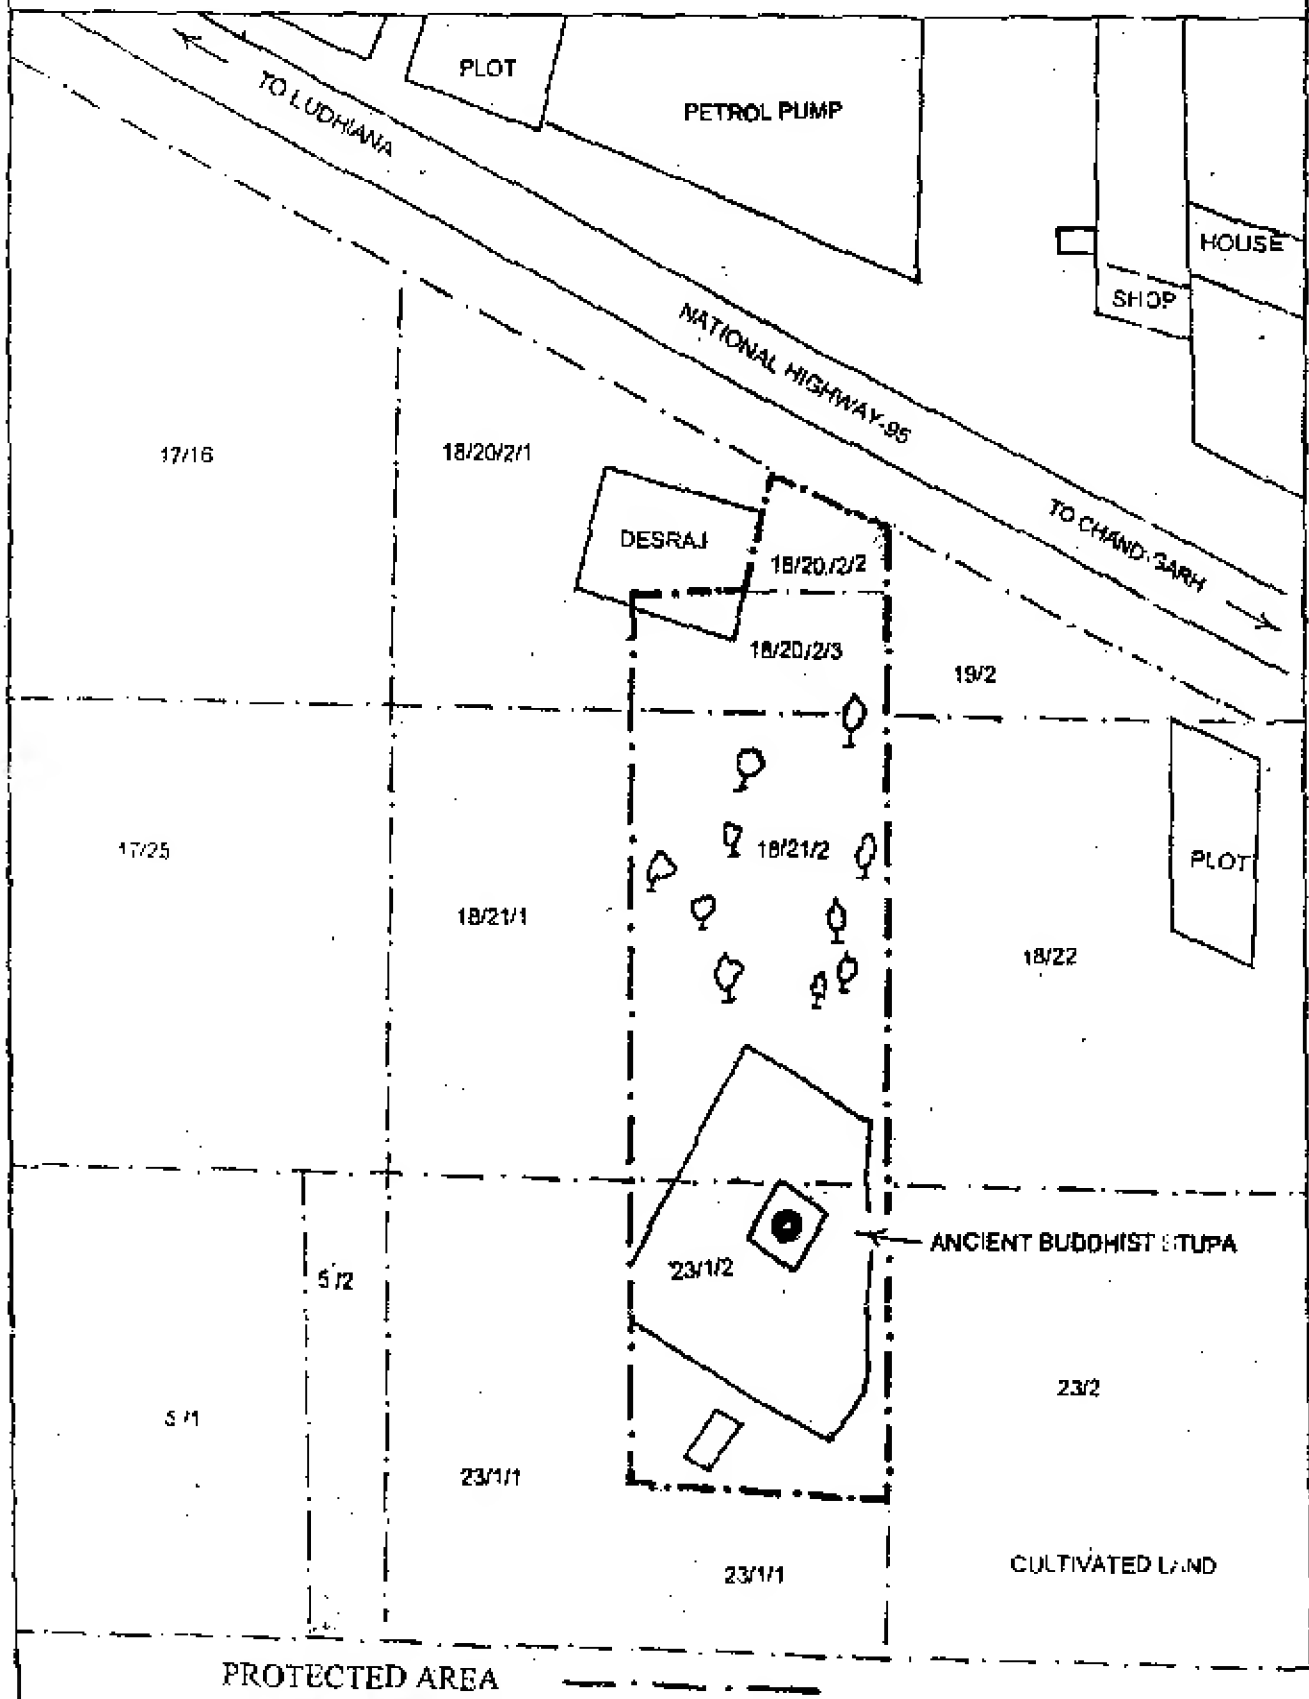 PLOT
PETROL PUMP
TO LUDHIANA
HOUSE
SHOP
NATIONAL HIGHWAY-95
17/16
18/20/2/1
TO CHANDIGARH
DESRAJ
18/20/2/2
18/20/2/3
19/2
17/25
18/21/2
PLOT
18/21/1
18/22
ANCIENT BUDDHIST STUPA
23/1/2
5/2
23/2
5/1
23/1/1
23/1/1
CULTIVATED LAND
PROTECTED AREA